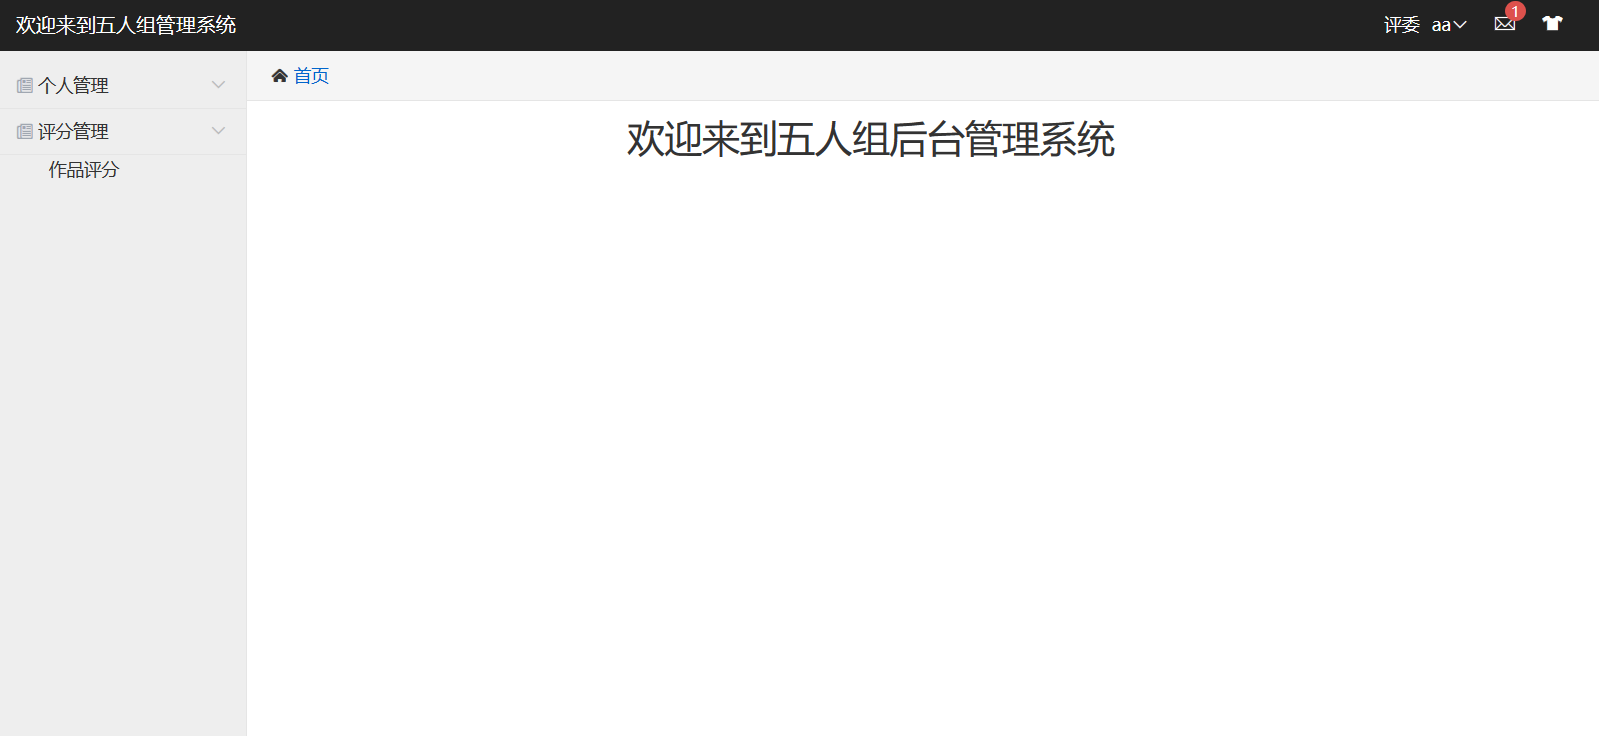 欢迎来到五人组管理系统
评委 aa
1
个人管理
首页
评分管理
作品评分
欢迎来到五人组后台管理系统